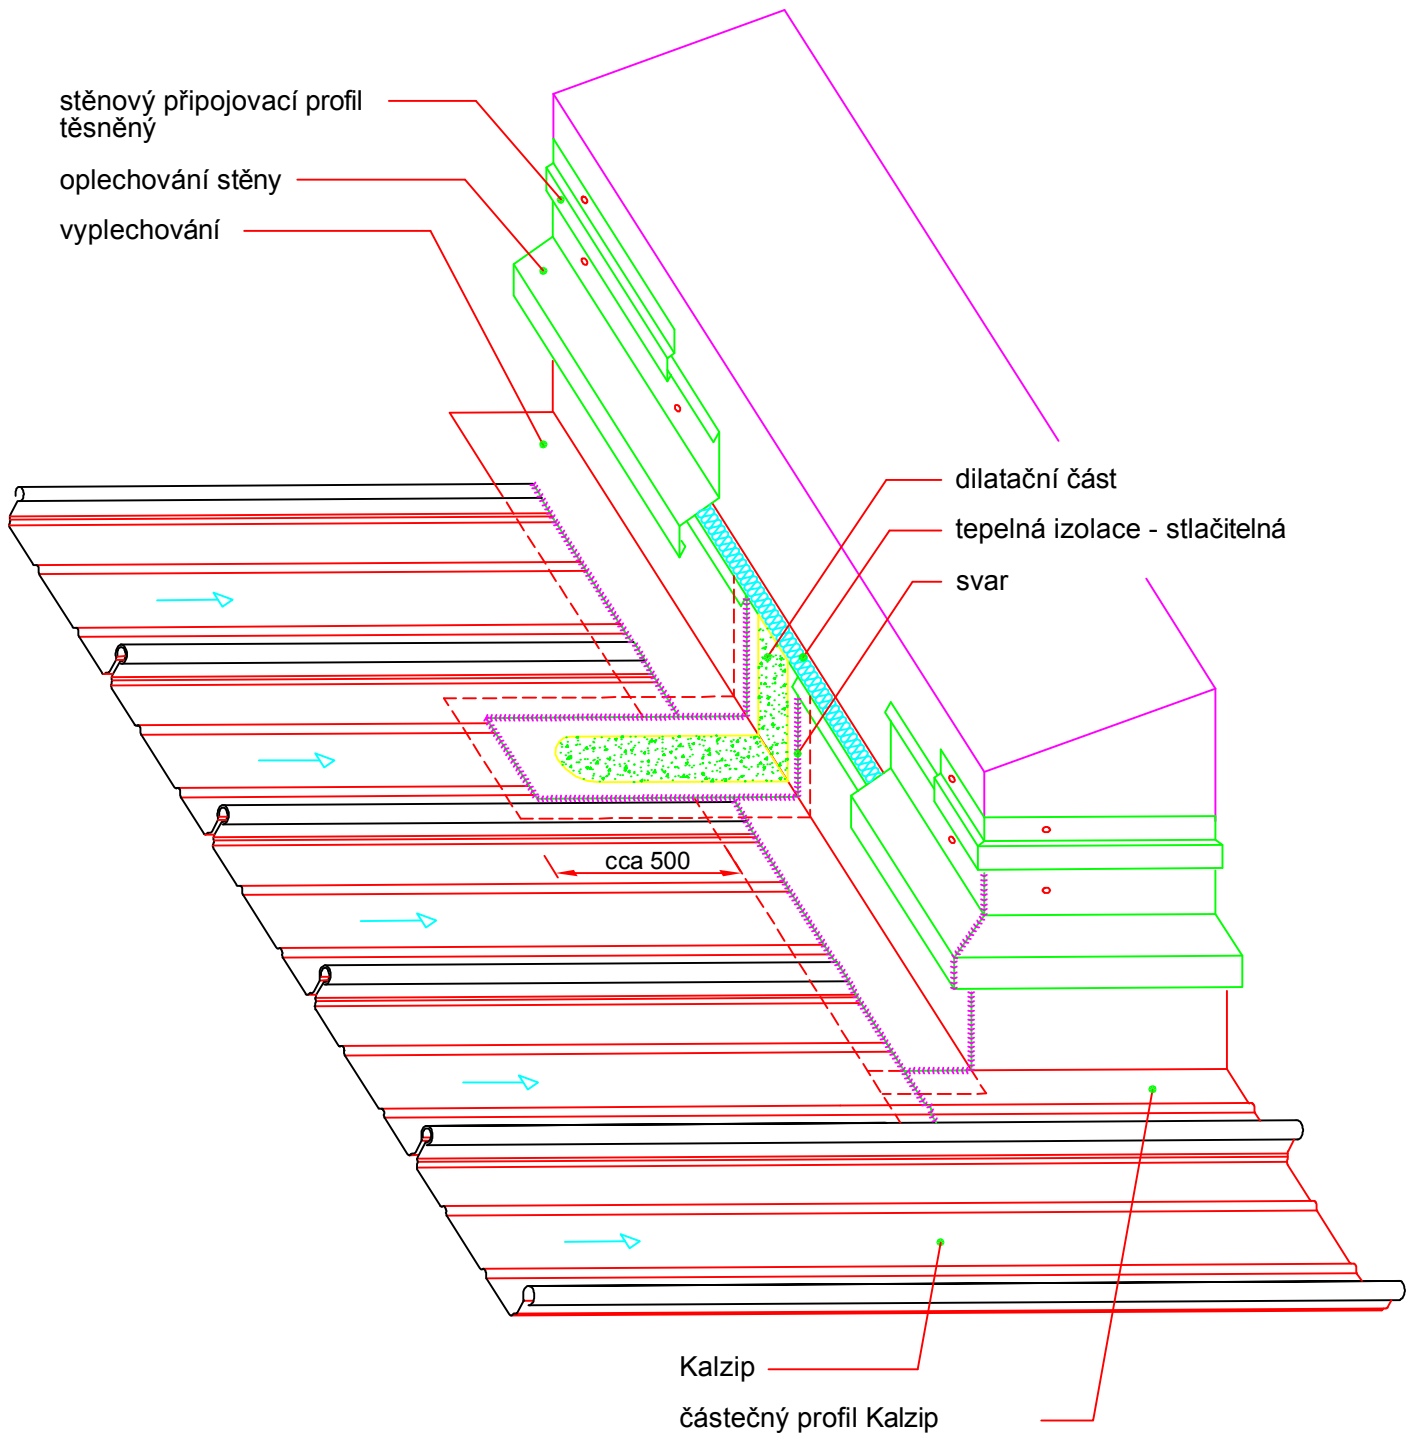 stěnový připojovací profil
těsněný
oplechování stěny
vyplechování
dilatační část
tepelná izolace - stlačitelná
svar
cca 500
Kalzip
částečný profil Kalzip